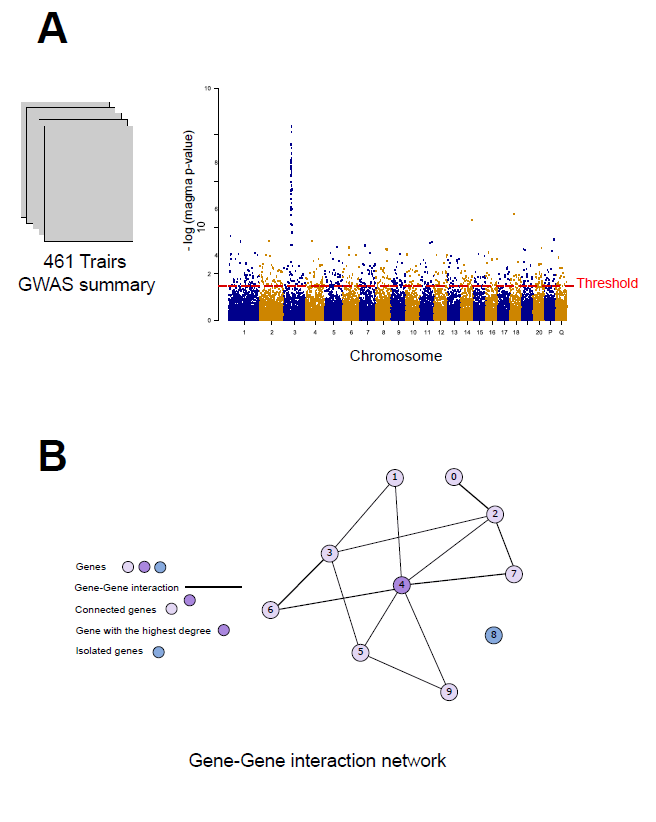 A
461 Trairs
GWAS summary
- log (magma p-value)
10
10
8
6
4
2
0
Threshold
1 2 3 4 5 6 7 8 9 10 11 12 13 14 15 16 17 18 20 P Q
Chromosome
B
Genes
Gene-Gene interaction
Connected genes
Gene with the highest degree
Isolated genes
1
0
2
3
4
7
6
8
5
9
Gene-Gene interaction network